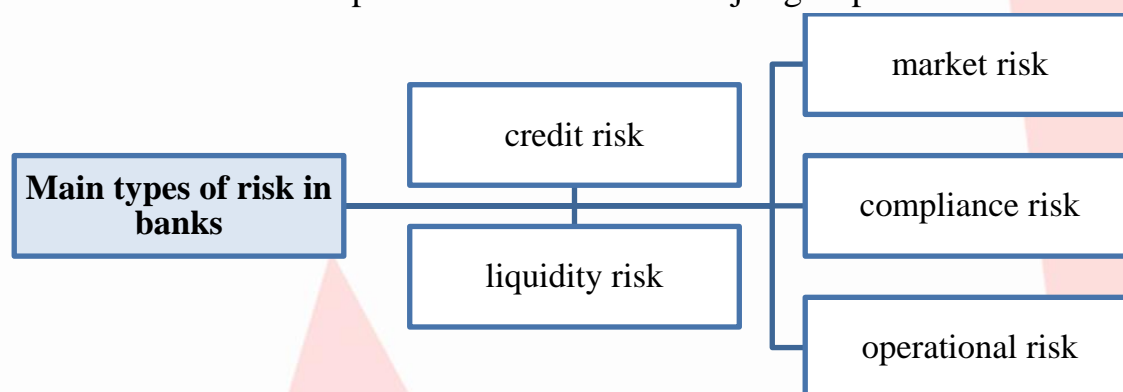 Main types of risk in
banks
credit risk
liquidity risk
market risk
compliance risk
operational risk